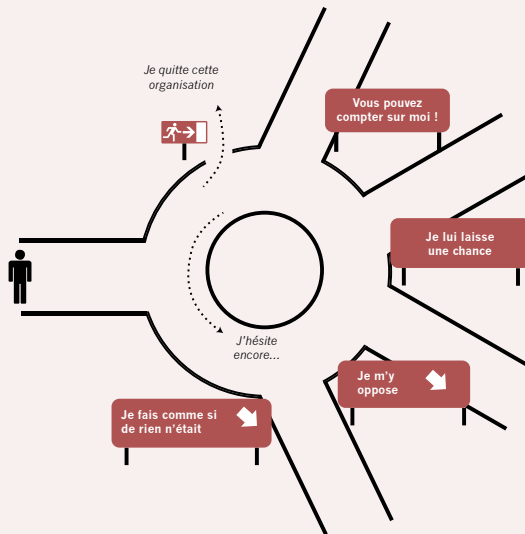 Je quitte cette
organisation
Vous pouvez
compter sur moi !
Je lui laisse
une chance
J'hésite
encore...
Je m'y
oppose
Je fais comme si
de rien n'était